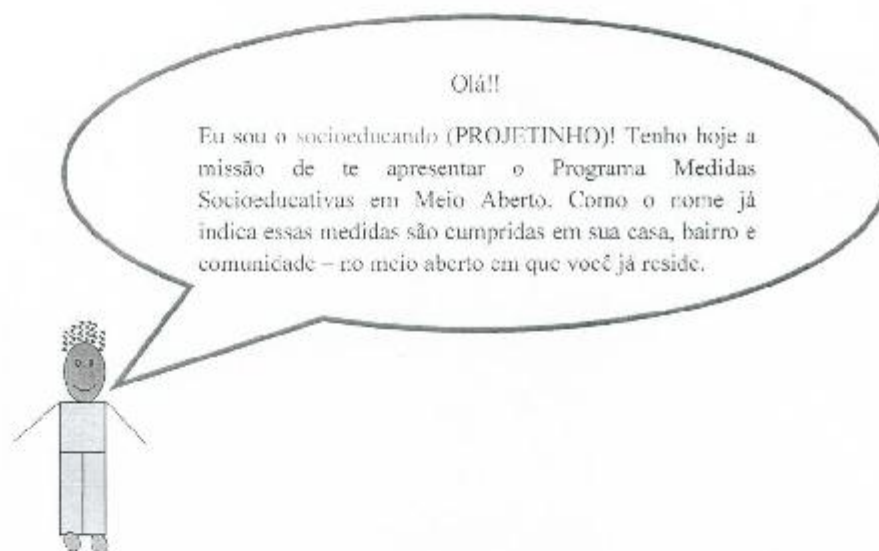 Olá!!
Eu sou o socioeducando (PROJETINHO)! Tenho hoje a
missão de te apresentar o Programa Medidas
Socioeducativas em Meio Aberto. Como o nome já
indica essas medidas são cumpridas em sua casa, bairro e
comunidade – no meio aberto em que você já reside.